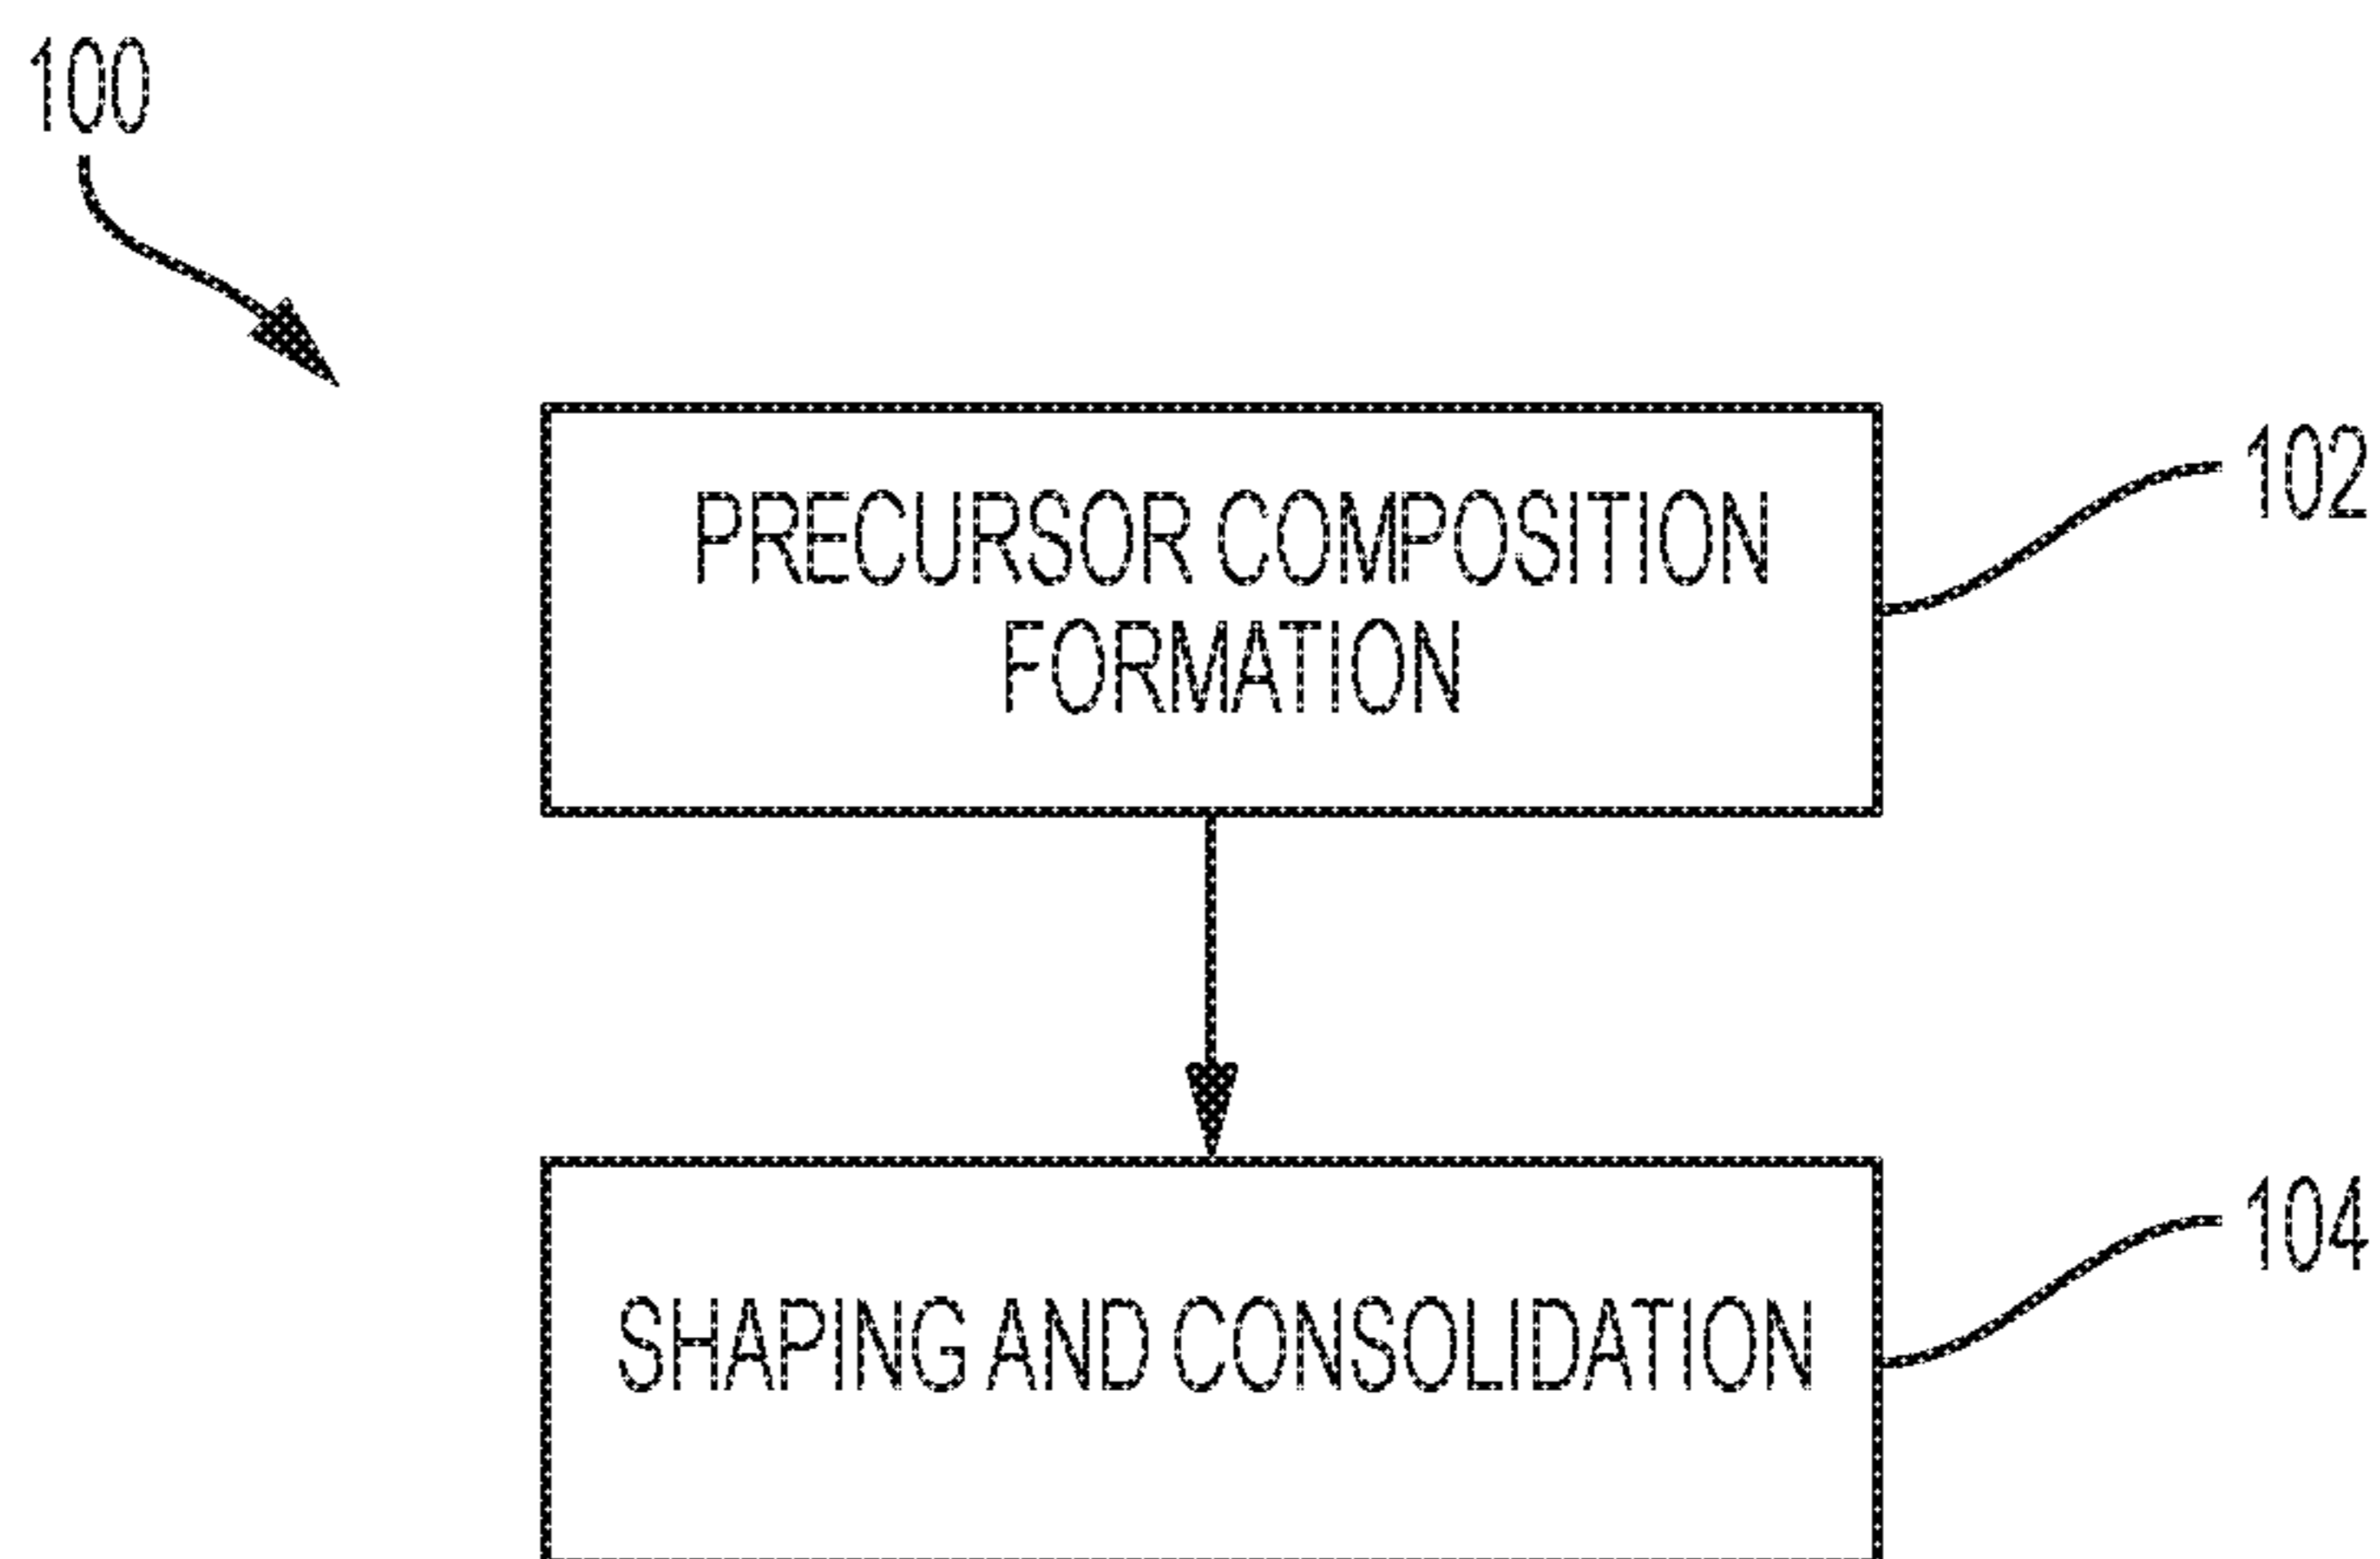 100
PRECURSOR COMPOSITION
FORMATION
102
SHAPING AND CONSOLIDATION
104